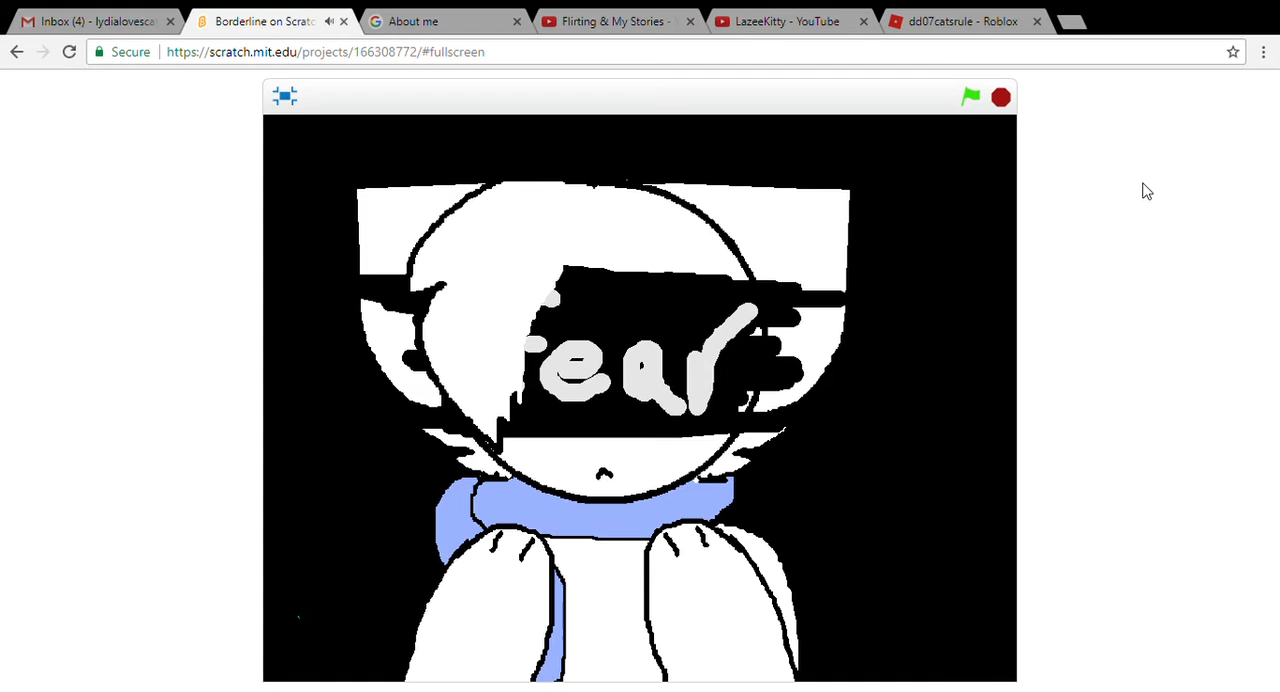 Inbox (4) - lydialovescat
Borderline on Scratc
About me
Flirting & My Stories -
LazeeKitty - YouTube
dd07catsrule - Roblox
Secure
https://scratch.mit.edu/projects/166308772/#fullscreen
fear